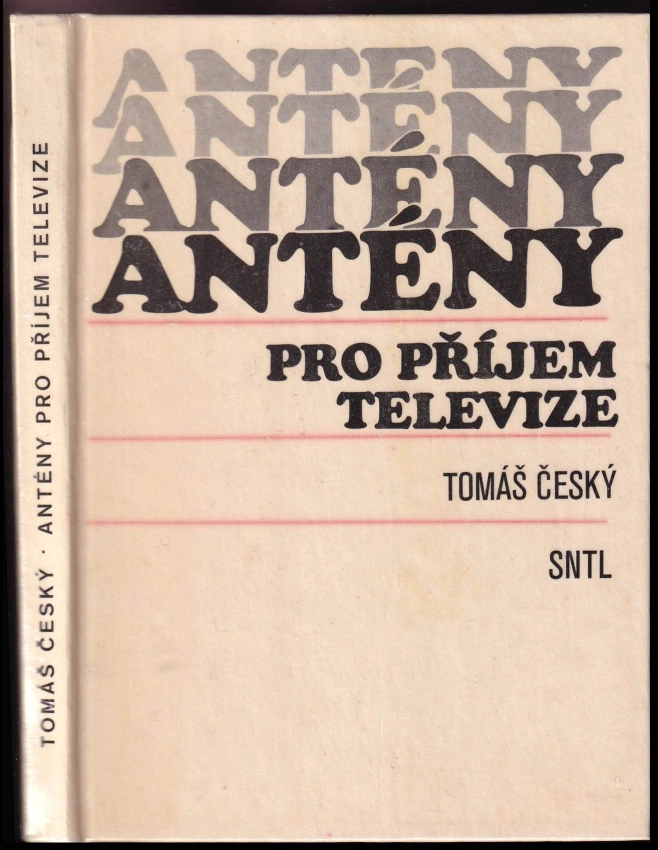 ANTÉNY
ANTÉNY
ANTÉNY
ANTÉNY
PRO PŘÍJEM
TELEVIZE
TOMÁŠ ČESKÝ
SNTL
TOMÁŠ ČESKÝ · ANTÉNY PRO PŘÍJEM TELEVIZE